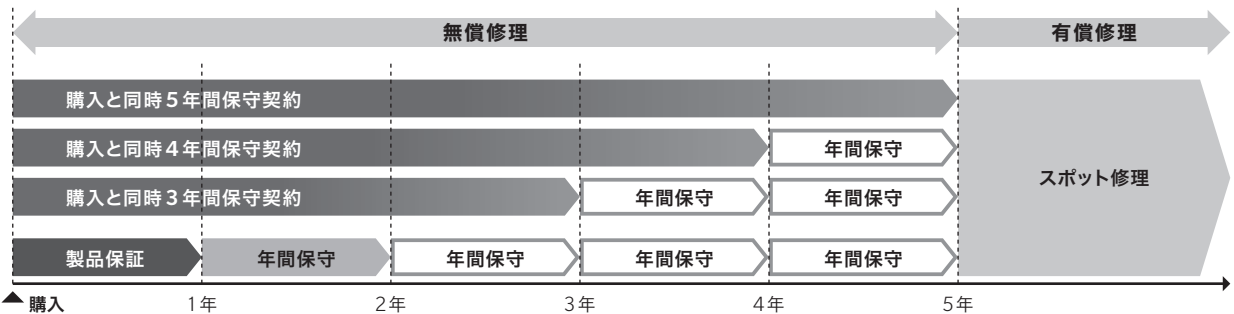 無償修理
有償修理
購入と同時5年間保守契約
購入と同時4年間保守契約
年間保守
購入と同時3年間保守契約
年間保守
年間保守
スポット修理
製品保証
年間保守
年間保守
年間保守
年間保守
購入
1年
2年
3年
4年
5年